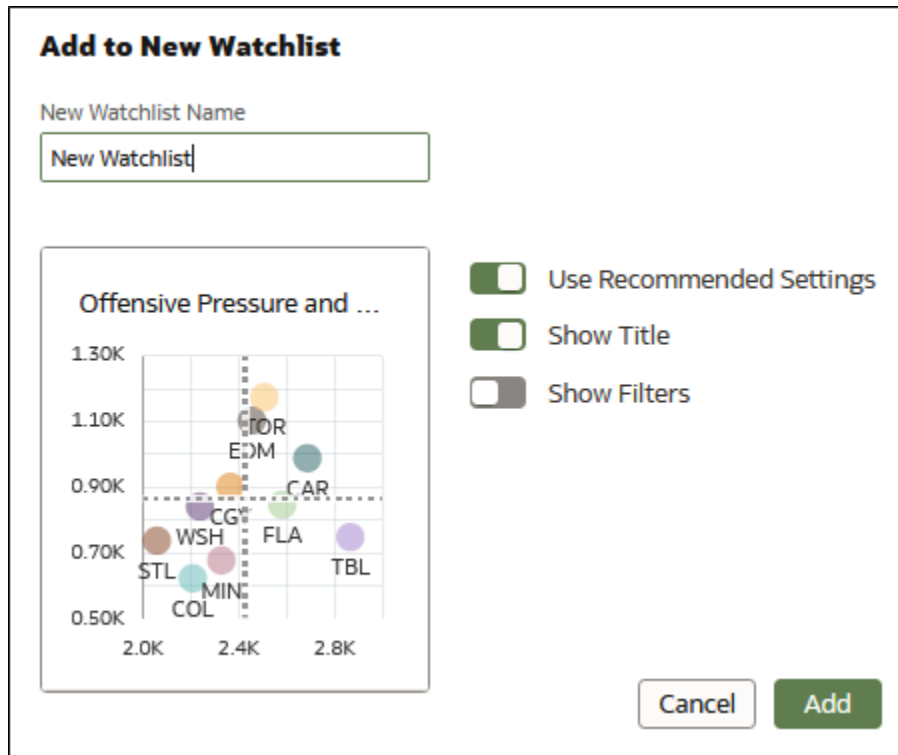 Add to New Watchlist
New Watchlist Name
New Watchlist
Use Recommended Settings
Show Title
Show Filters
Offensive Pressure and ...
1.30K
1.10K
0.90K
0.70K
0.50K
TOR
EDM
CAR
CGY
WSH
FLA
STL
TBL
MIN
COL
2.0K 2.4K 2.8K
Cancel Add